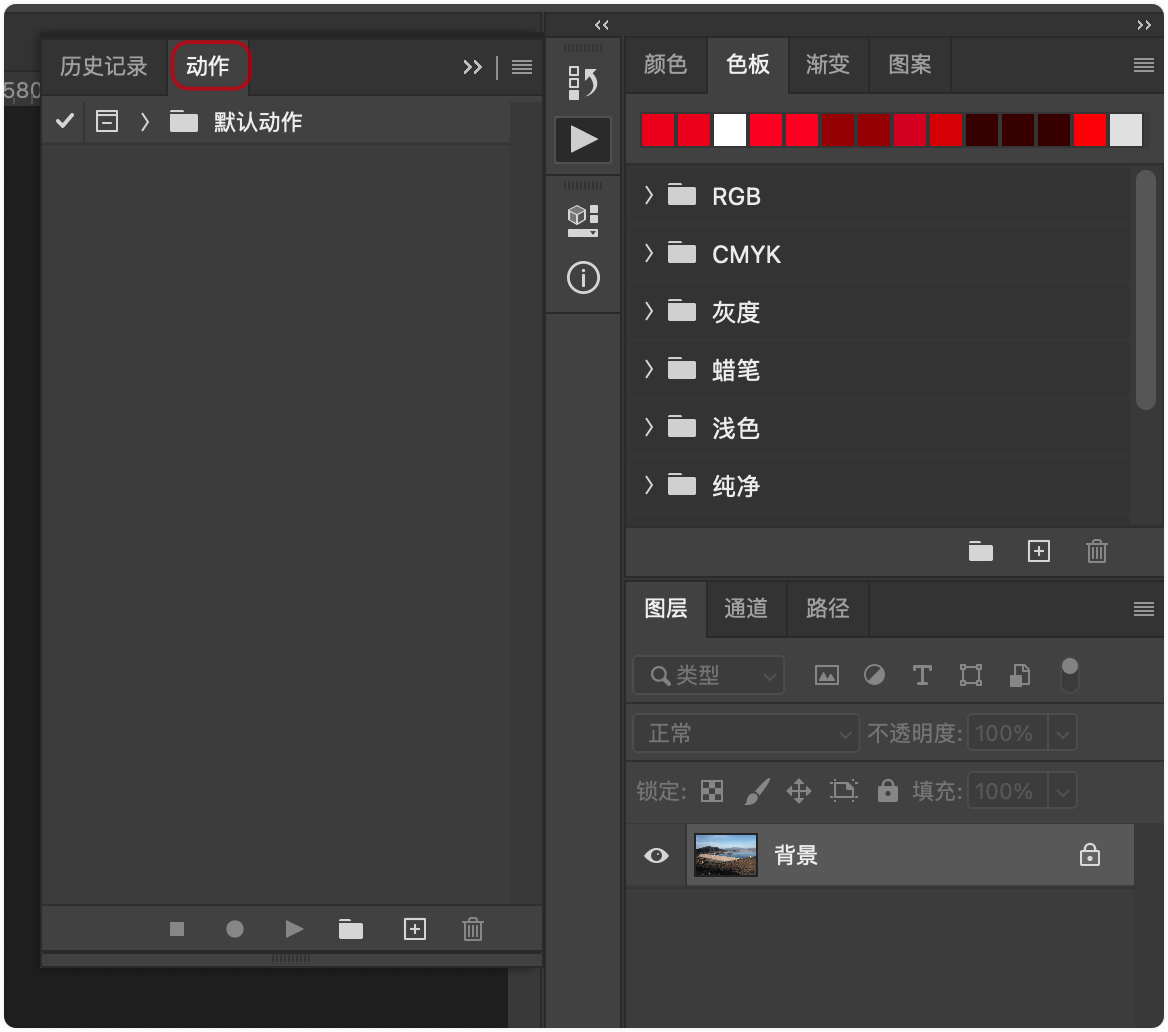 580
历史记录 动作
默认动作
颜色 色板 渐变 图案
RGB
CMYK
灰度
蜡笔
浅色
纯净
图层 通道 路径
类型
正常 不透明度: 100%
锁定: 填充: 100%
背景